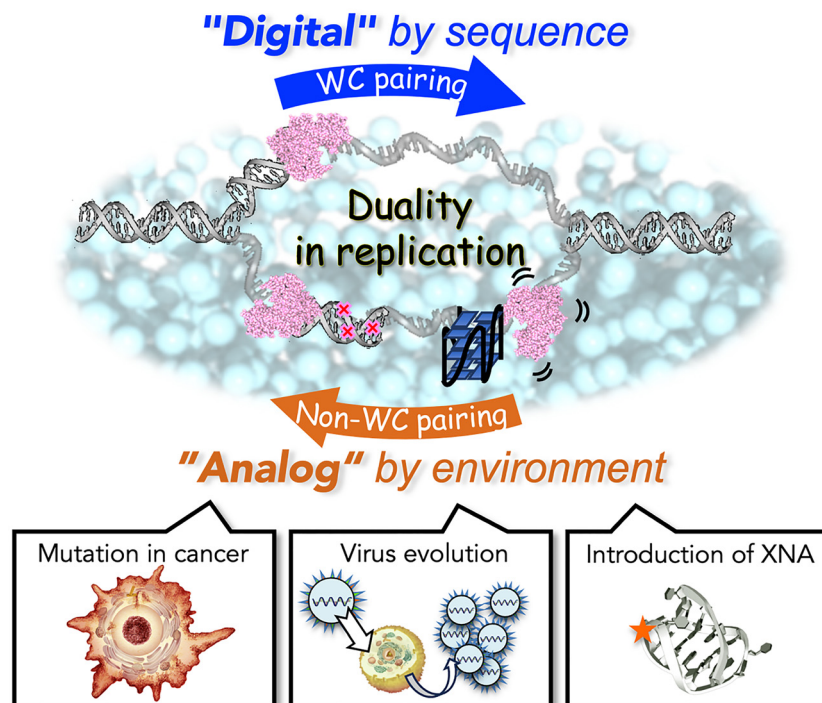 "Digital" by sequence
WC pairing
Duality
in replication
Non-WC pairing
"Analog" by environment
Mutation in cancer
Virus evolution
Introduction of XNA